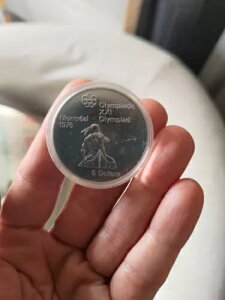 Olympiade
XXI
Olympiad
Montréal
1976
5 Dollars